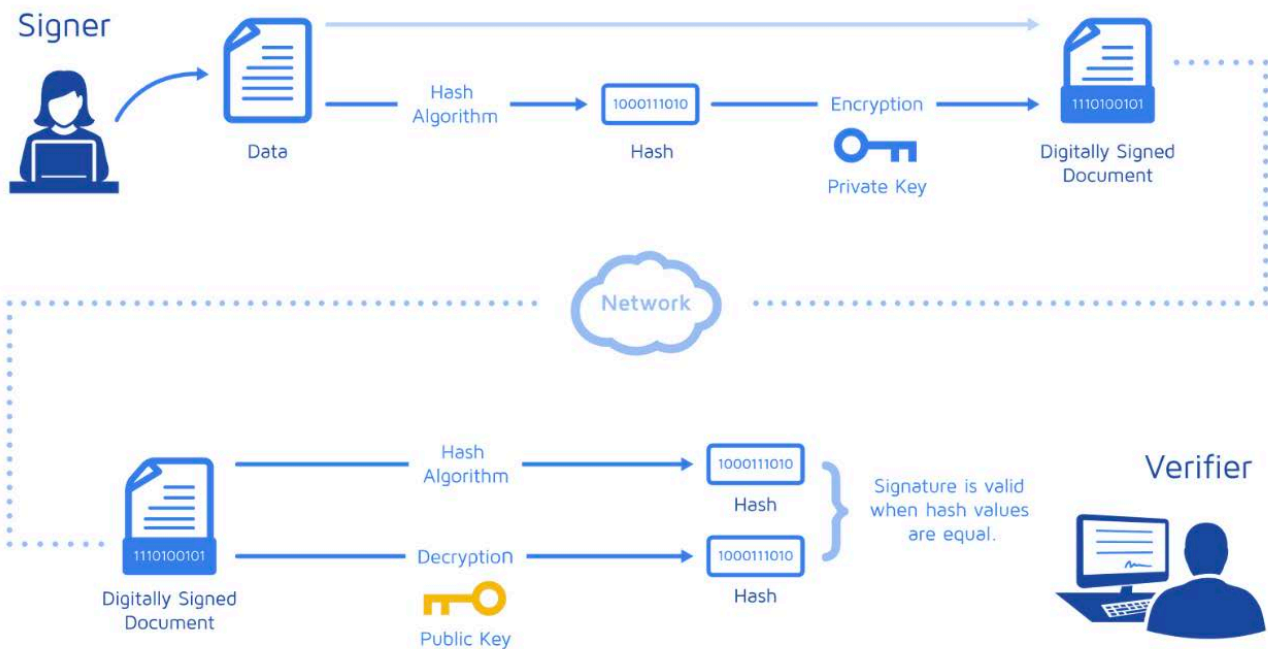 Signer
Hash
Algorithm
1000111010
Encryption
1110100101
Data
Hash
Private Key
Digitally Signed
Document
Network
Hash
Algorithm
1000111010
Hash
Signature is valid
when hash values
are equal.
Verifier
1110100101
Decryption
1000111010
Hash
Digitally Signed
Document
Public Key